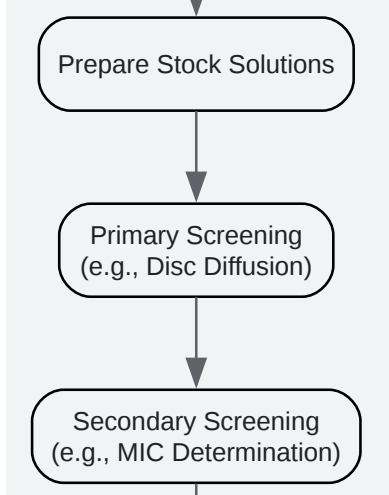 Prepare Stock Solutions
Primary Screening
(e.g., Disc Diffusion)
Secondary Screening
(e.g., MIC Determination)